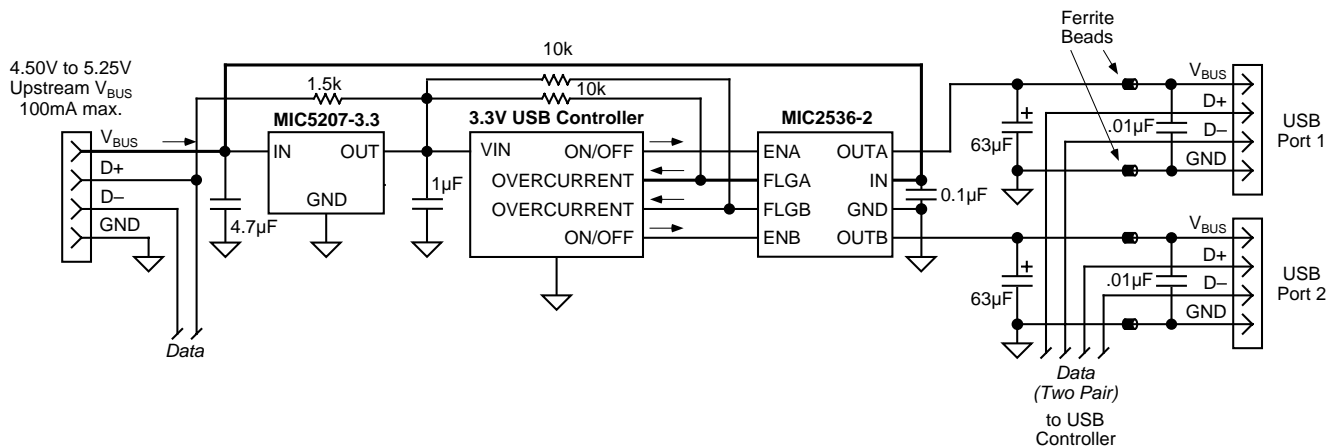 4.50V to 5.25V
Upstream VBUS
100mA max.
VBUS
D+
D–
GND
Data
4.7µF
1.5k
MIC5207-3.3
IN
OUT
GND
1µF
10k
10k
3.3V USB Controller
VIN
ON/OFF
OVERCURRENT
OVERCURRENT
ON/OFF
MIC2536-2
ENA
OUTA
FLGA
IN
FLGB
GND
ENB
OUTB
0.1µF
Ferrite
Beads
63µF
.01µF
VBUS
D+
D–
GND
USB
Port 1
63µF
.01µF
VBUS
D+
D–
GND
USB
Port 2
Data
(Two Pair)
to USB
Controller